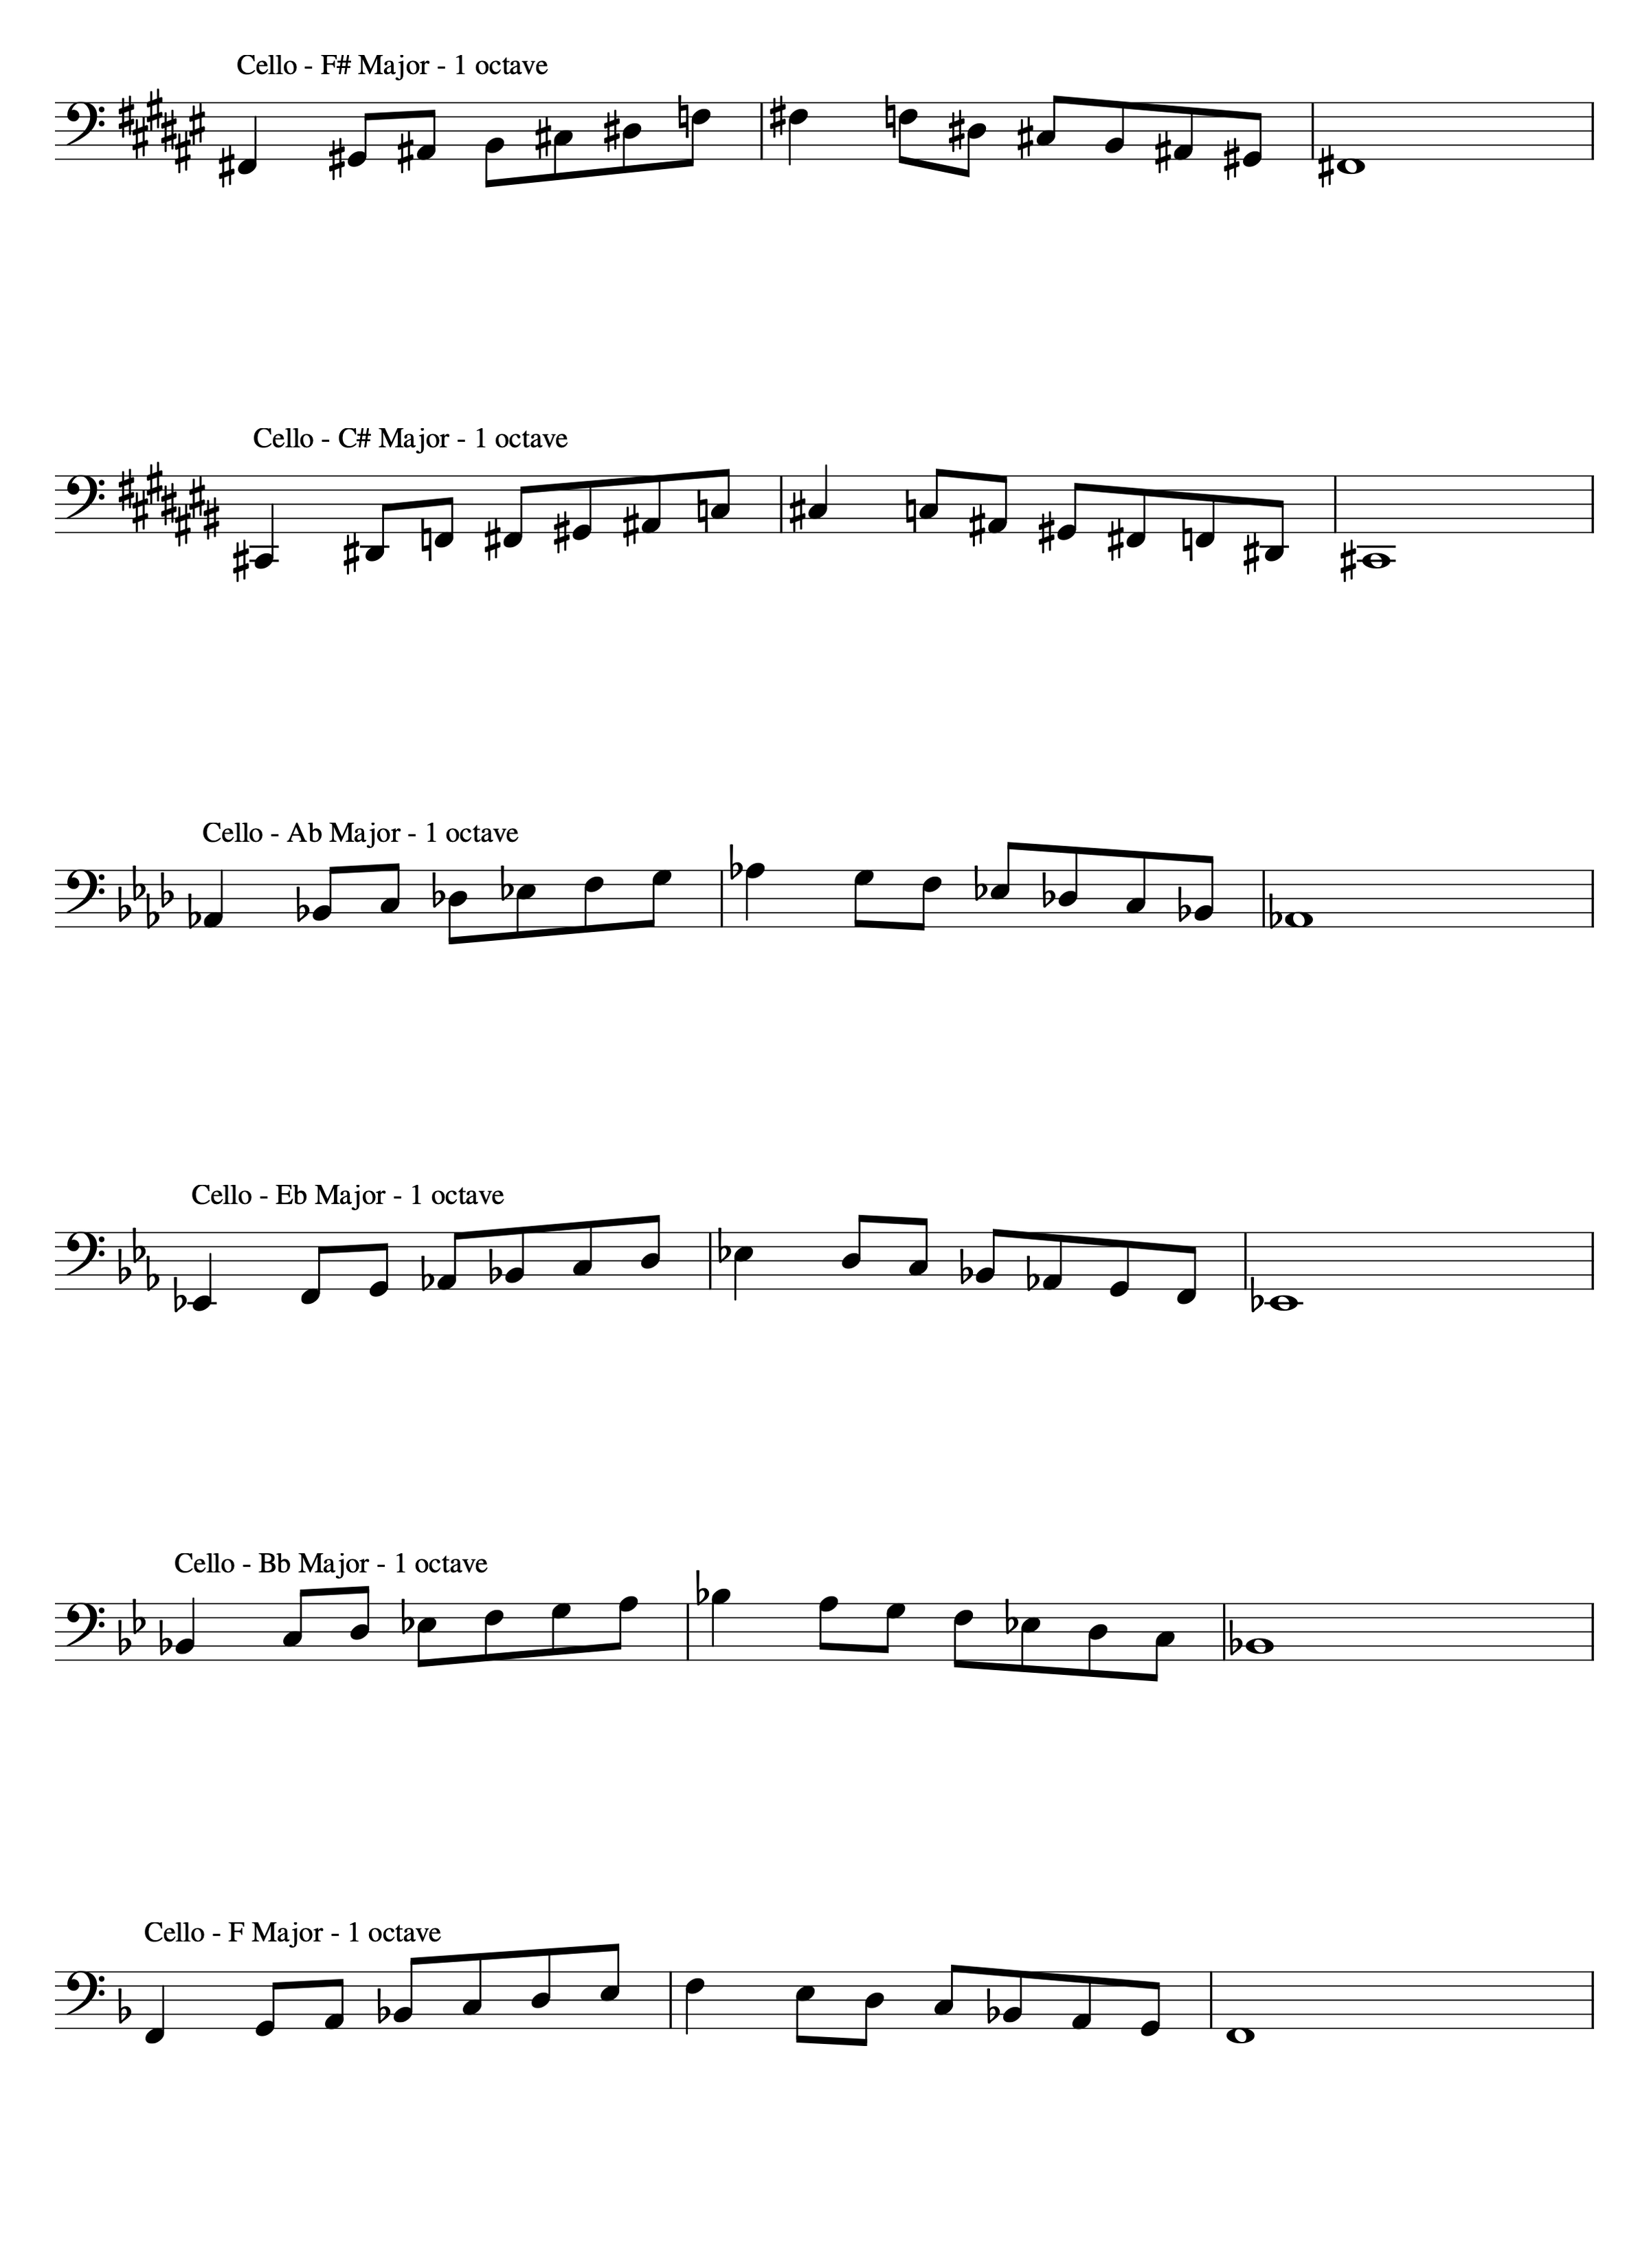 Cello - F# Major - 1 octave
Cello - C# Major - 1 octave
Cello - Ab Major - 1 octave
Cello - Eb Major - 1 octave
Cello - Bb Major - 1 octave
Cello - F Major - 1 octave